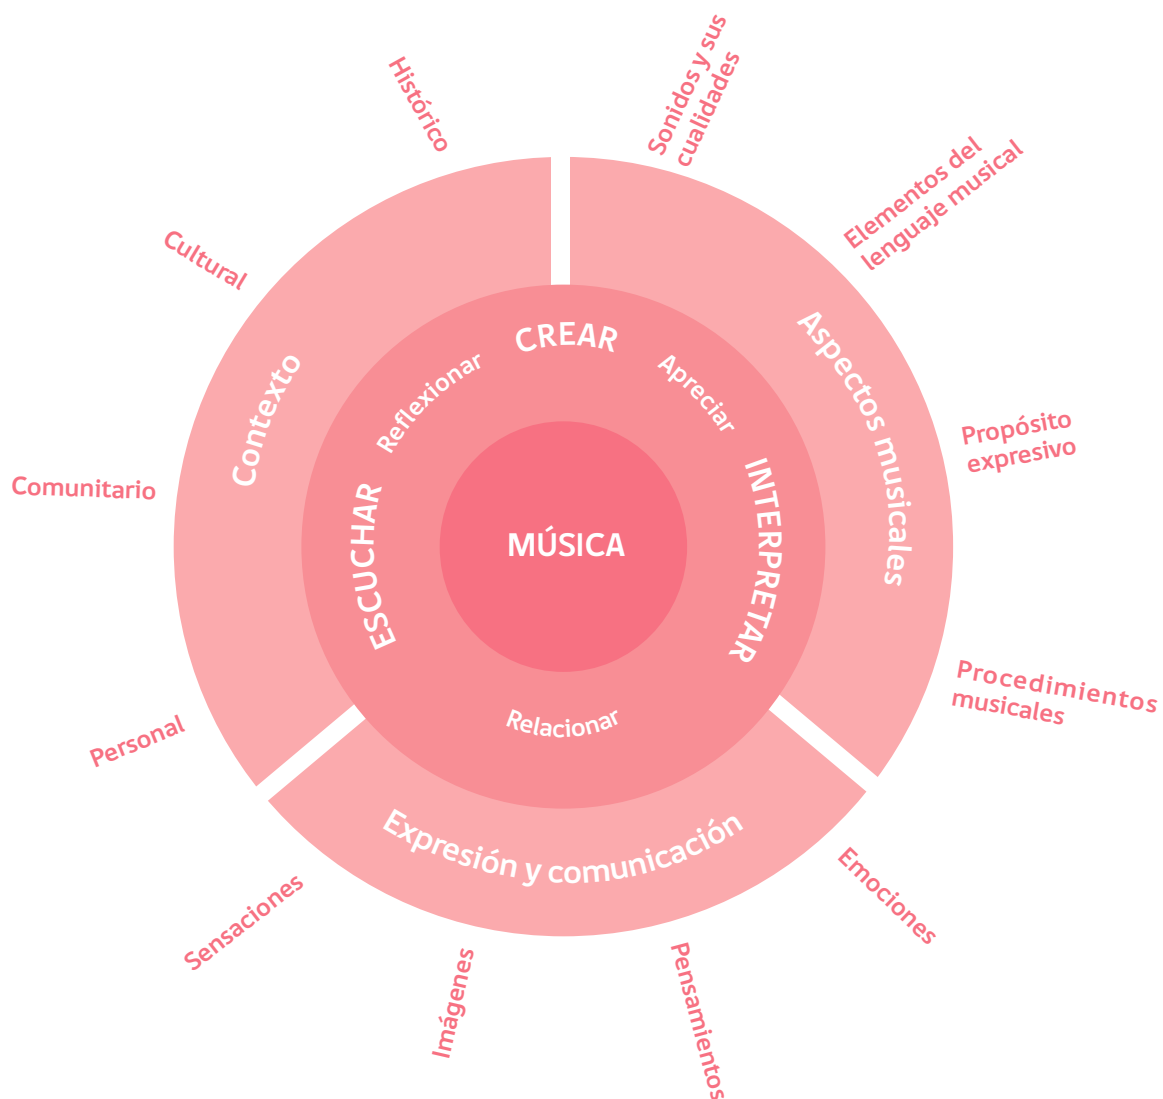 Histórico
Sonidos y sus
cualidades
Elementos del
lenguaje musical
Cultural
Aspectos musicales
Contexto
CREAR
Reflexionar
Apreciar
Propósito
expresivo
Comunitario
ESCUCHAR
INTERPRETAR
MÚSICA
Procedimientos
musicales
Relacionar
Personal
Expresión y comunicación
Sensaciones
Emociones
Imágenes
Pensamientos